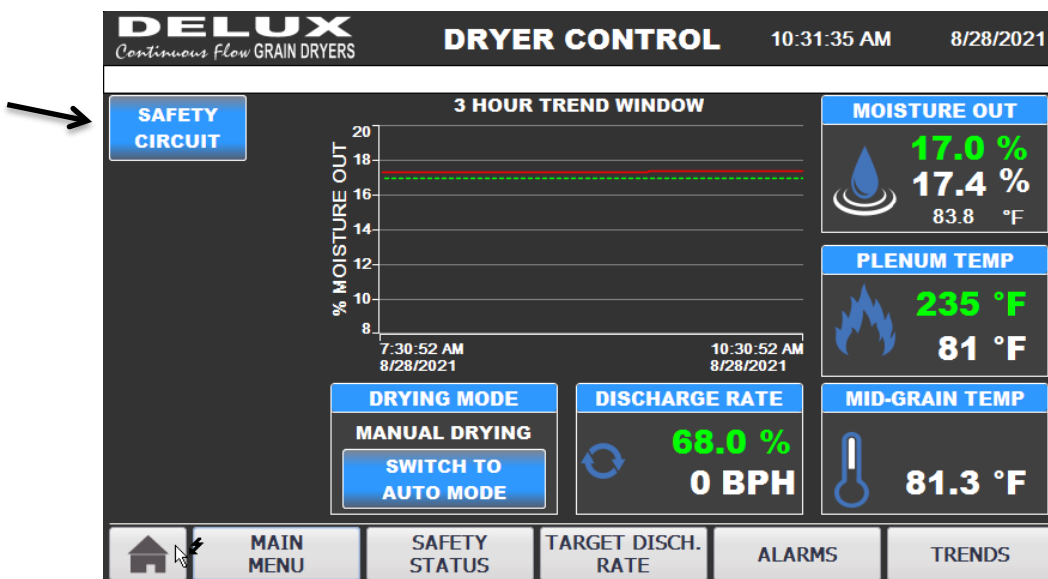 DELUX
Continuous Flow GRAIN DRYERS
DRYER CONTROL
10:31:35 AM
8/28/2021
SAFETY
CIRCUIT
3 HOUR TREND WINDOW
% MOISTURE OUT
20
18
16
14
12
10
8
7:30:52 AM
8/28/2021
10:30:52 AM
8/28/2021
MOISTURE OUT
17.0 %
17.4 %
83.8 °F
PLENUM TEMP
235 °F
81 °F
DRYING MODE
MANUAL DRYING
SWITCH TO
AUTO MODE
DISCHARGE RATE
68.0 %
0 BPH
MID-GRAIN TEMP
81.3 °F
MAIN
MENU
SAFETY
STATUS
TARGET DISCH.
RATE
ALARMS
TRENDS